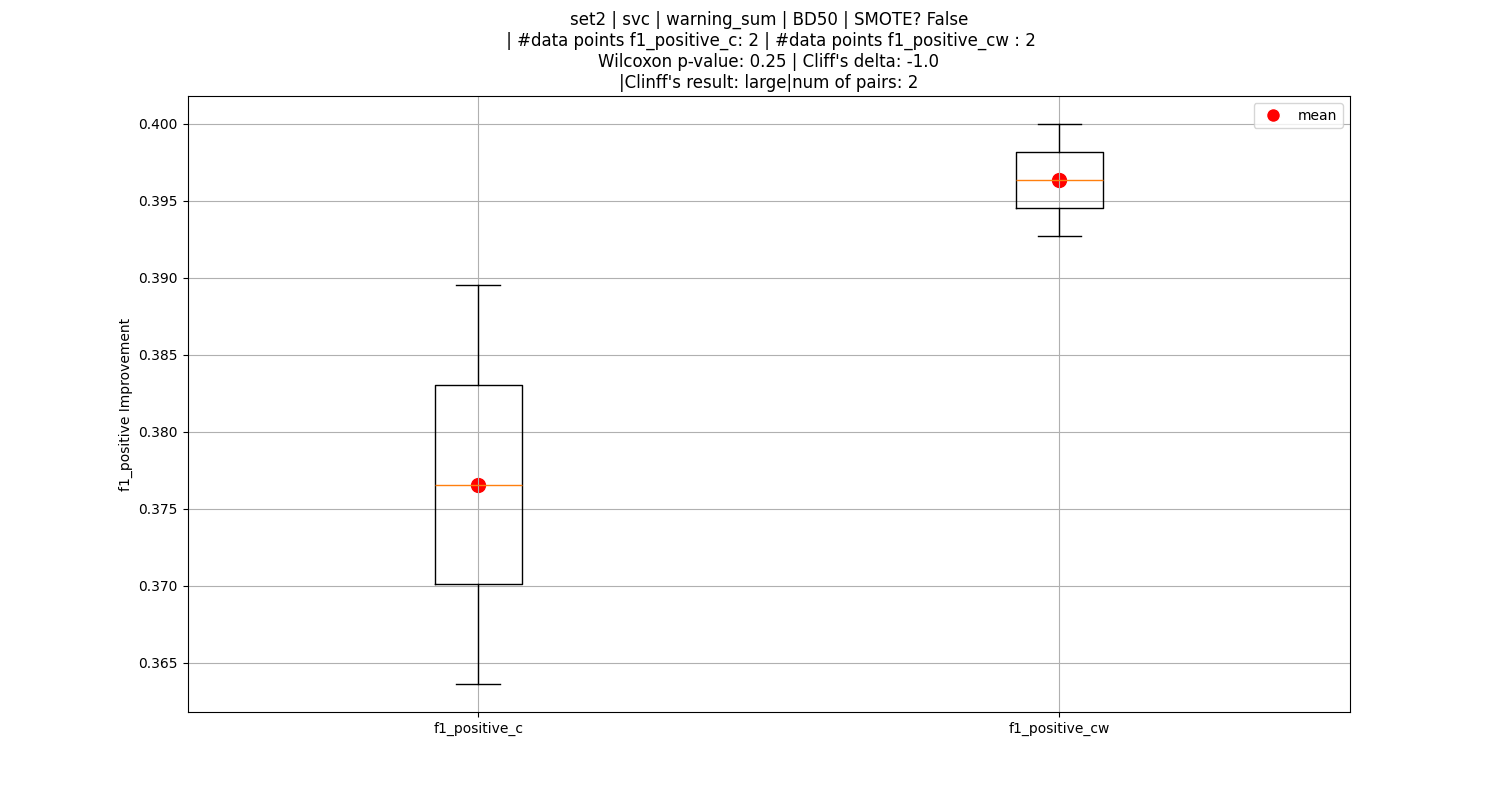 set2 | svc | warning_sum | BD50 | SMOTE? False
| #data points f1_positive_c: 2 | #data points f1_positive_cw : 2
Wilcoxon p-value: 0.25 | Cliff's delta: -1.0
|Clinff's result: large|num of pairs: 2
mean
0.400
0.395
0.390
0.385
0.380
0.375
0.370
0.365
f1_positive Improvement
f1_positive_c
f1_positive_cw